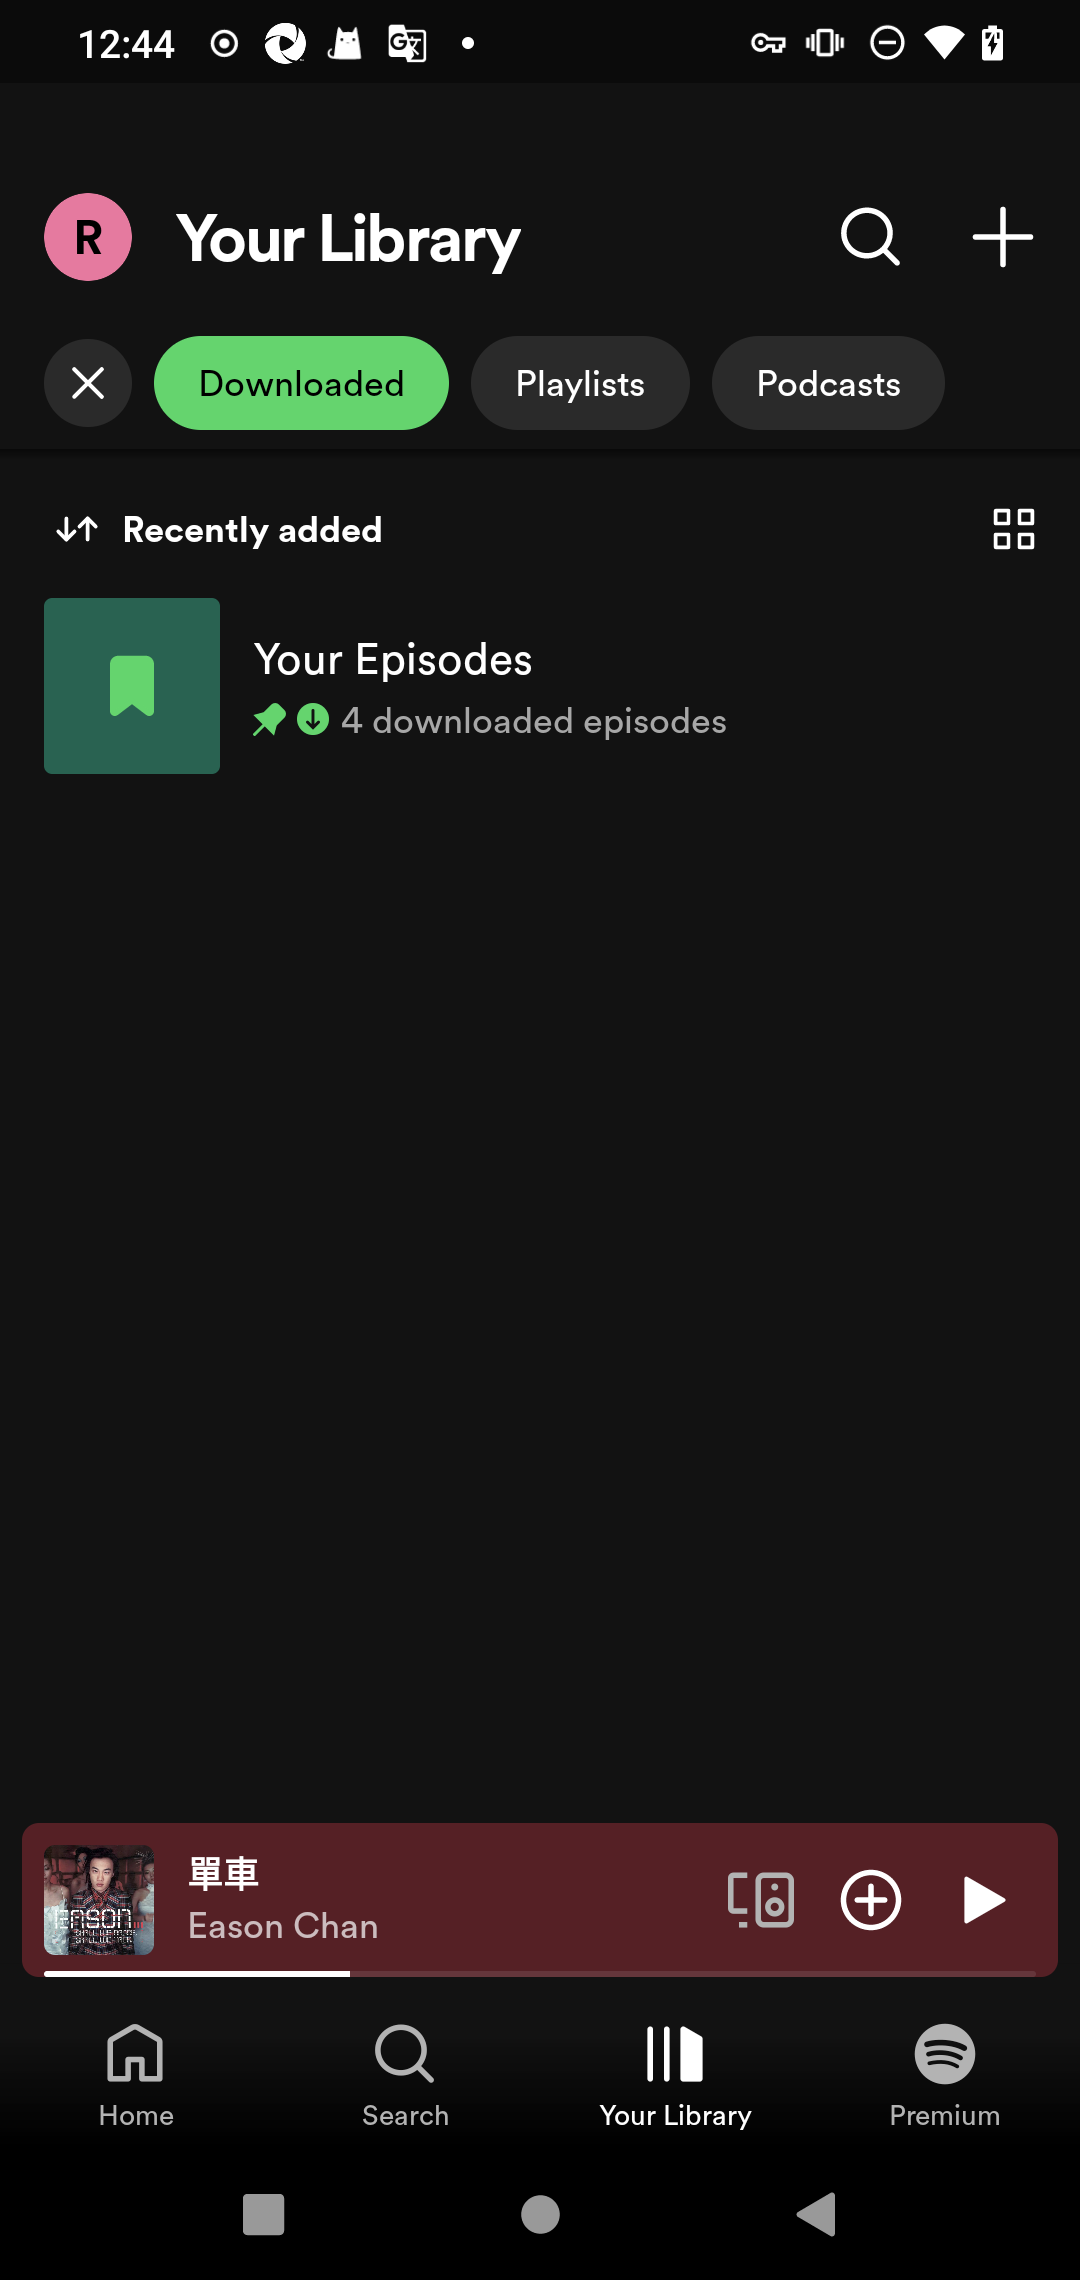 12:44
R
Your Library
Downloaded
Playlists
Podcasts
Recently added
Your Episodes
4 downloaded episodes
單車
Eason Chan
Home
Search
Your Library
Premium